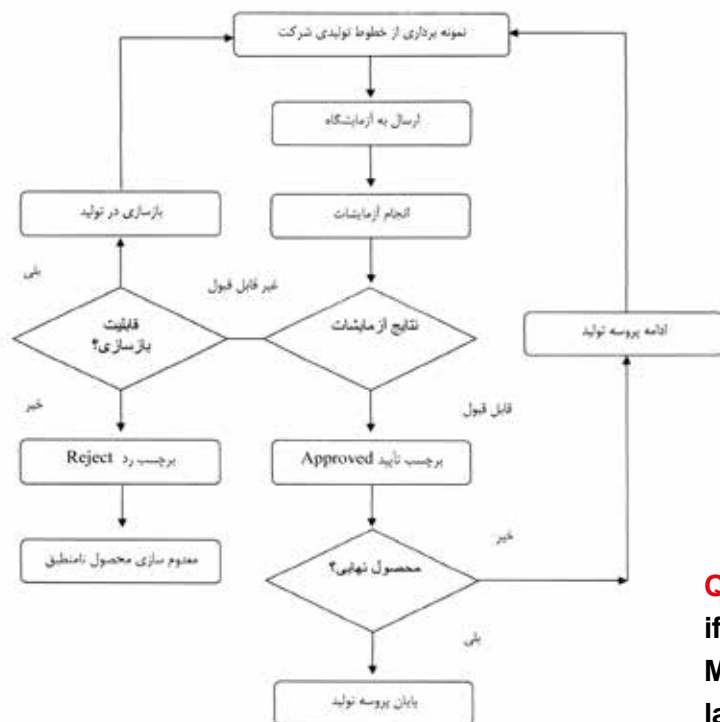 نمونه برداری از خطوط تولیدی شرکت
ارسال به آزمایشگاه
بازسازی در تولید
انجام آزمایشات
بلی
غیر قابل قبول
قابلیت
بازسازی؟
نتایج آزمایشات
ادامه پروسه تولید
خیر
قابل قبول
برچسب رد Reject
برچسب تأیید Approved
خیر
معدوم سازی محصول نامنطبق
محصول نهایی؟
بلی
پایان پروسه تولید
Q
if
M
la